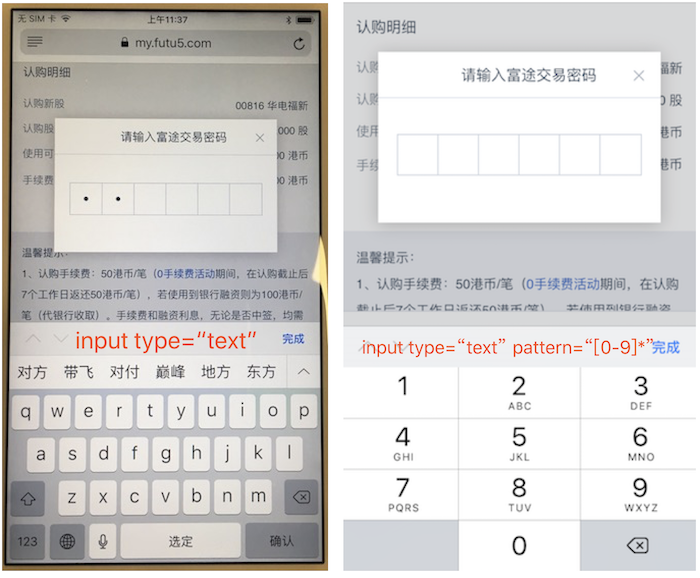 无 SIM 卡
上午11:37
my.futu5.com
认购明细
认购新股
00816 华电福新
认购股
,000 股
使用可
00 港币
手续费
00 港币
请输入富途交易密码
温馨提示:
1、认购手续费:50港币/笔(0手续费活动期间,在认购截止后
7个工作日返还50港币/笔),若使用到银行融资则为100港币/
笔(代银行收取)。手续费和融资利息,无论是否中签,均需
input type=“text”
完成
对方 带飞 对付 巅峰 地方 东方
q w e r t y u i o p
a s d f g h j k l
z x c v b n m
123
选定
确认
认购明细
认购
福新
认购
0 股
使用
港币
手续
港币
请输入富途交易密码
温馨提示:
1、认购手续费:50港币/笔(0手续费活动期间,在认购
截止后7个工作日返还50港币/笔),若使用到银行融资
input type=“text” pattern=“[0-9]*”
完成
1 2 3
ABC DEF
4 5 6
GHI JKL MNO
7 8 9
PQRS TUV WXYZ
0